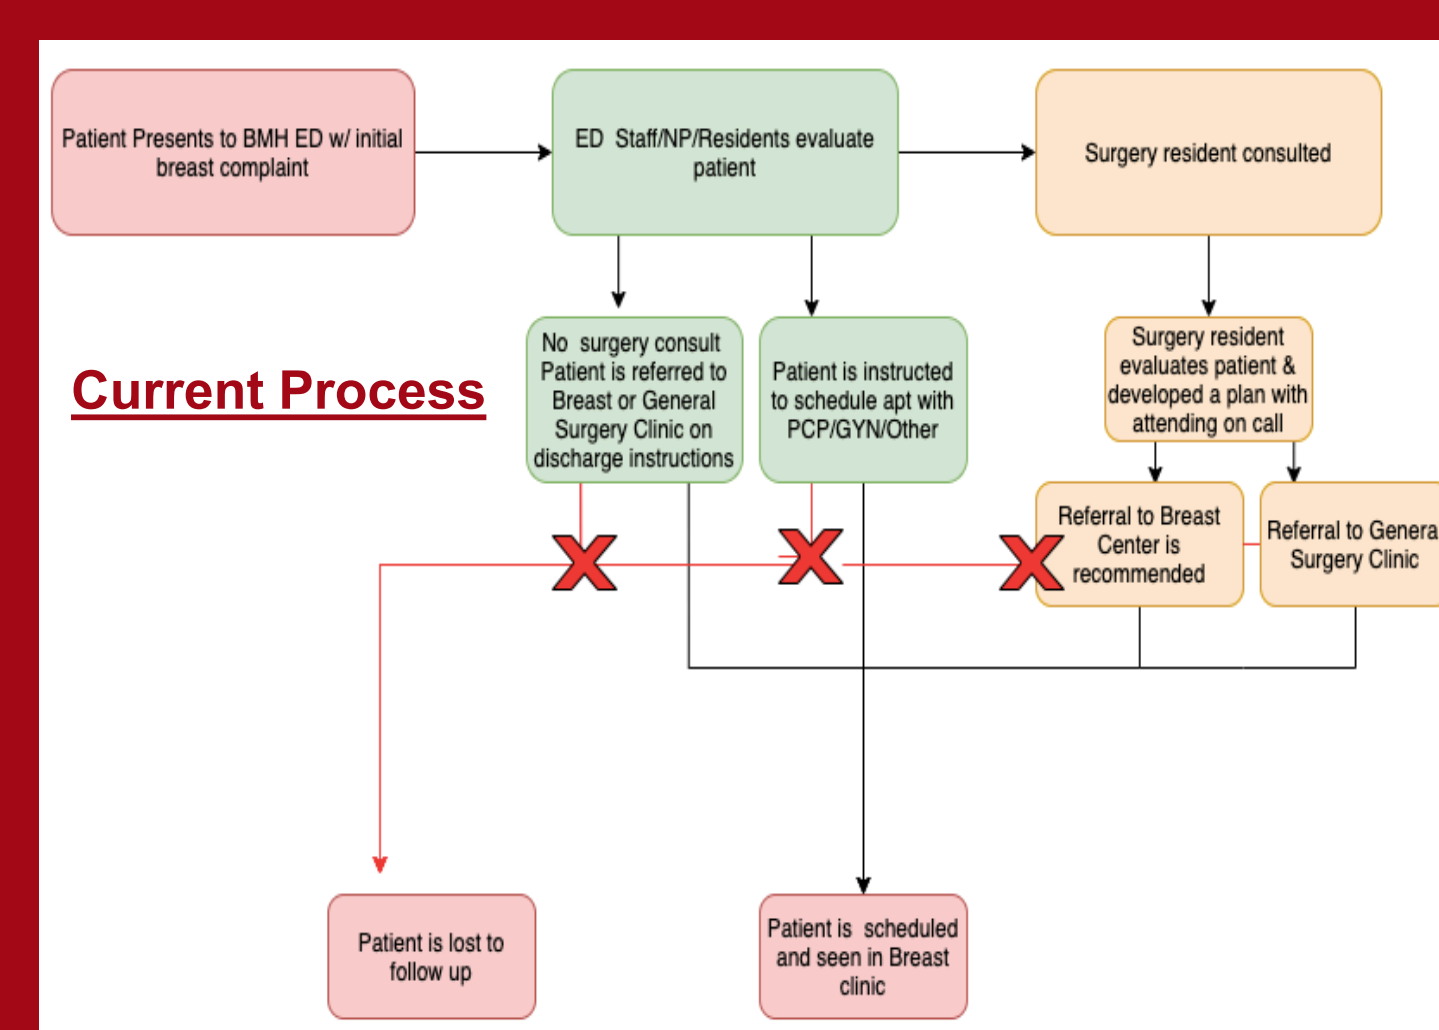 Patient Presents to BMH ED w/ initial
breast complaint
ED Staff/NP/Residents evaluate
patient
Surgery resident consulted
Current Process
No surgery consult
Patient is referred to
Breast or General
Surgery Clinic on
discharge instructions
Patient is instructed
to schedule apt with
PCP/GYN/Other
Surgery resident
evaluates patient &
developed a plan with
attending on call
Referral to Breast
Center is
recommended
Referral to Genera
Surgery Clinic
Patient is lost to
follow up
Patient is scheduled
and seen in Breast
clinic